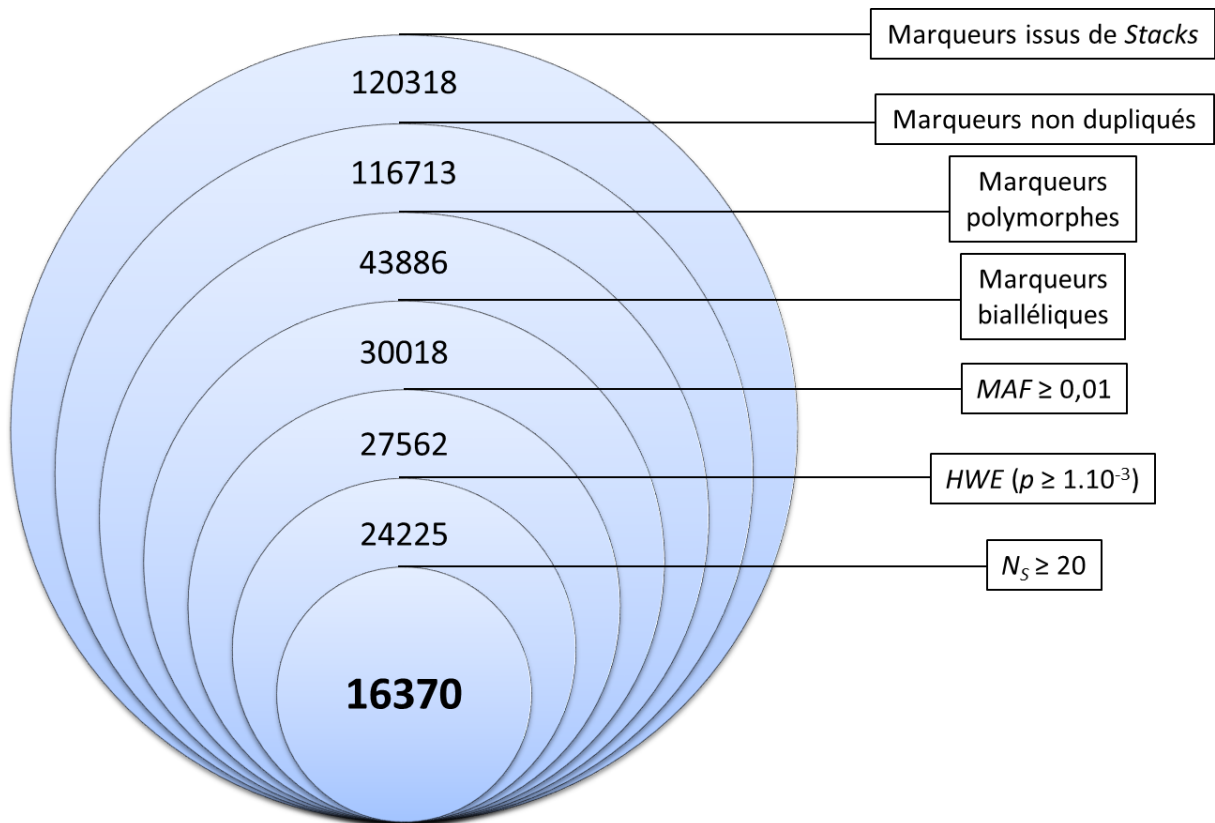 Marqueurs issus de Stacks
120318
Marqueurs non dupliqués
116713
Marqueurs
polymorphes
43886
Marqueurs
bialléliques
30018
MAF ≥ 0,01
27562
HWE (p ≥ 1.10⁻³)
24225
Nₛ ≥ 20
16370